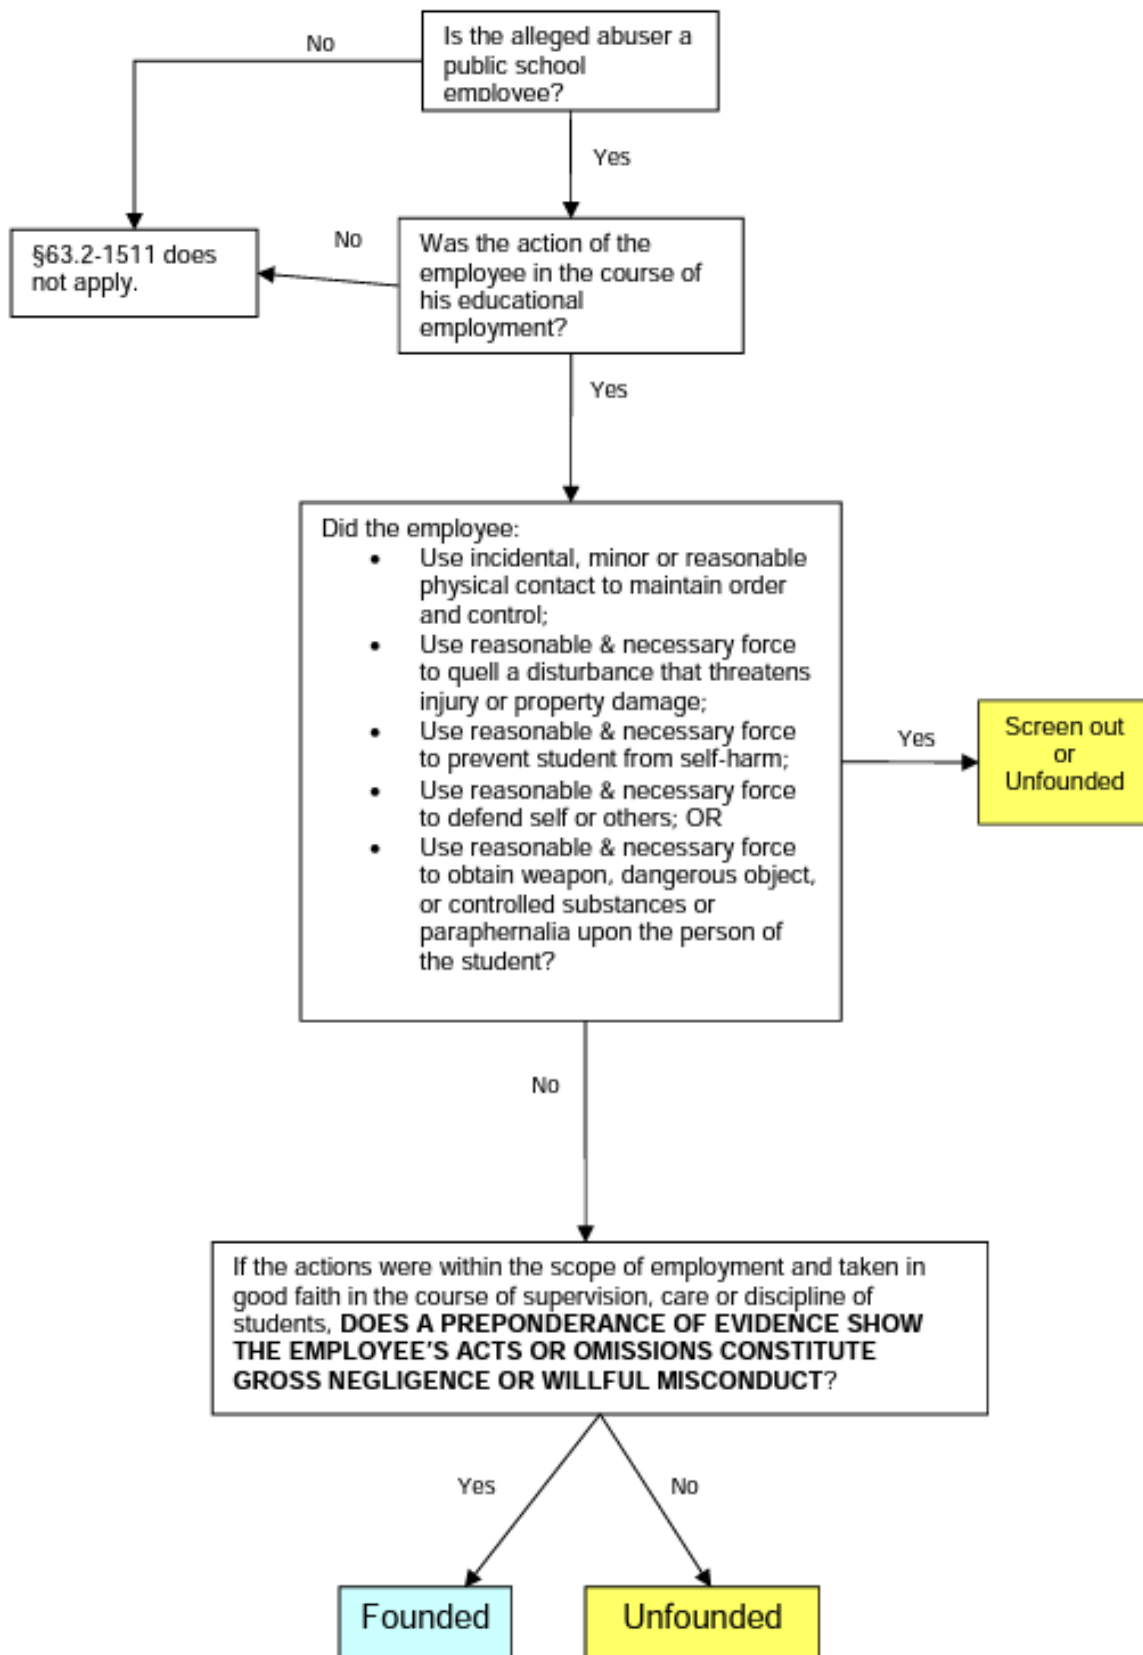 Is the alleged abuser a
public school
employee?
No
Yes
§63.2-1511 does
not apply.
No
Was the action of the
employee in the course of
his educational
employment?
Yes
Did the employee:
• Use incidental, minor or reasonable
physical contact to maintain order
and control;
• Use reasonable & necessary force
to quell a disturbance that threatens
injury or property damage;
• Use reasonable & necessary force
to prevent student from self-harm;
• Use reasonable & necessary force
to defend self or others; OR
• Use reasonable & necessary force
to obtain weapon, dangerous object,
or controlled substances or
paraphernalia upon the person of
the student?
Yes
Screen out
or
Unfounded
No
If the actions were within the scope of employment and taken in
good faith in the course of supervision, care or discipline of
students, DOES A PREPONDERANCE OF EVIDENCE SHOW
THE EMPLOYEE'S ACTS OR OMISSIONS CONSTITUTE
GROSS NEGLIGENCE OR WILLFUL MISCONDUCT?
Yes
No
Founded
Unfounded